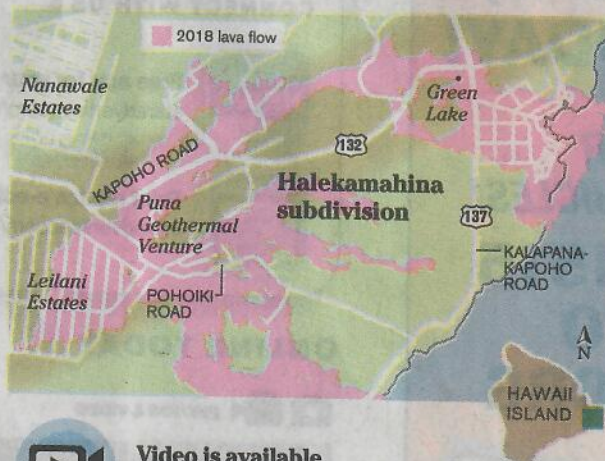 2018 lava flow
Nanawale
Estates
Green
Lake
132
KAPOHO ROAD
Halekamahina
subdivision
Puna
Geothermal
Venture
137
KALAPANA-
KAPOHO
ROAD
Leilani
Estates
POHOIKI
ROAD
N
HAWAII
ISLAND
Video is available